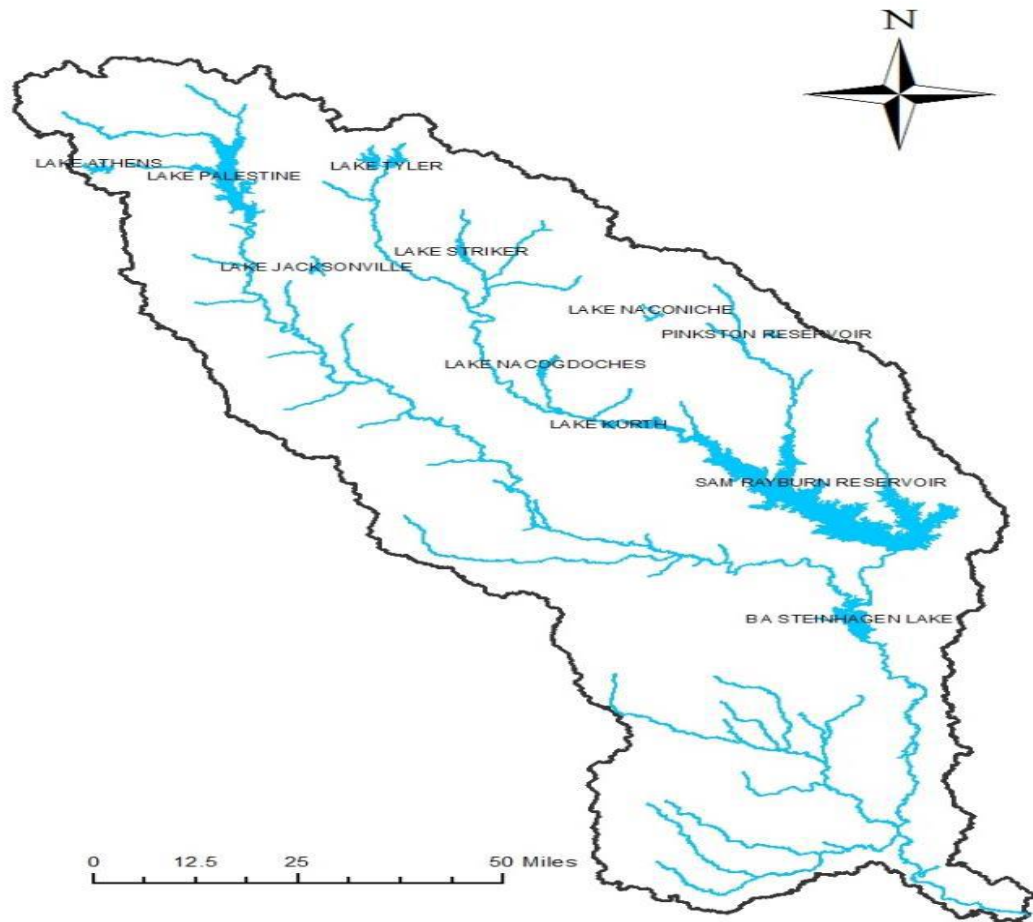 N
LAKE ATHENS
LAKE PALESTINE
LAKE TYLER
LAKE STRIKER
LAKE JACKSONVILLE
LAKE NACONICHE
PINKSTON RESERVOIR
LAKE NACOGDOCHES
LAKE KURTH
SAM RAYBURN RESERVOIR
BA STEINHAGEN LAKE
0 12.5 25 50 Miles